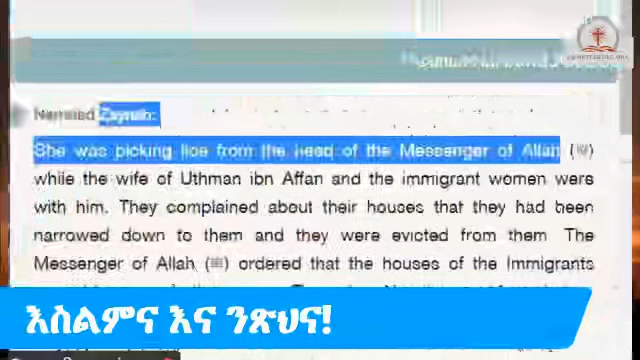 Narrated Zaynab:
She was picking lice from the head of the Messenger of Allah (ﷺ)
while the wife of Uthman ibn Affan and the immigrant women were
with him. They complained about their houses that they had been
narrowed down to them and they were evicted from them. The
Messenger of Allah (ﷺ) ordered that the houses of the Immigrants
እስልምና እና ንጽህና!